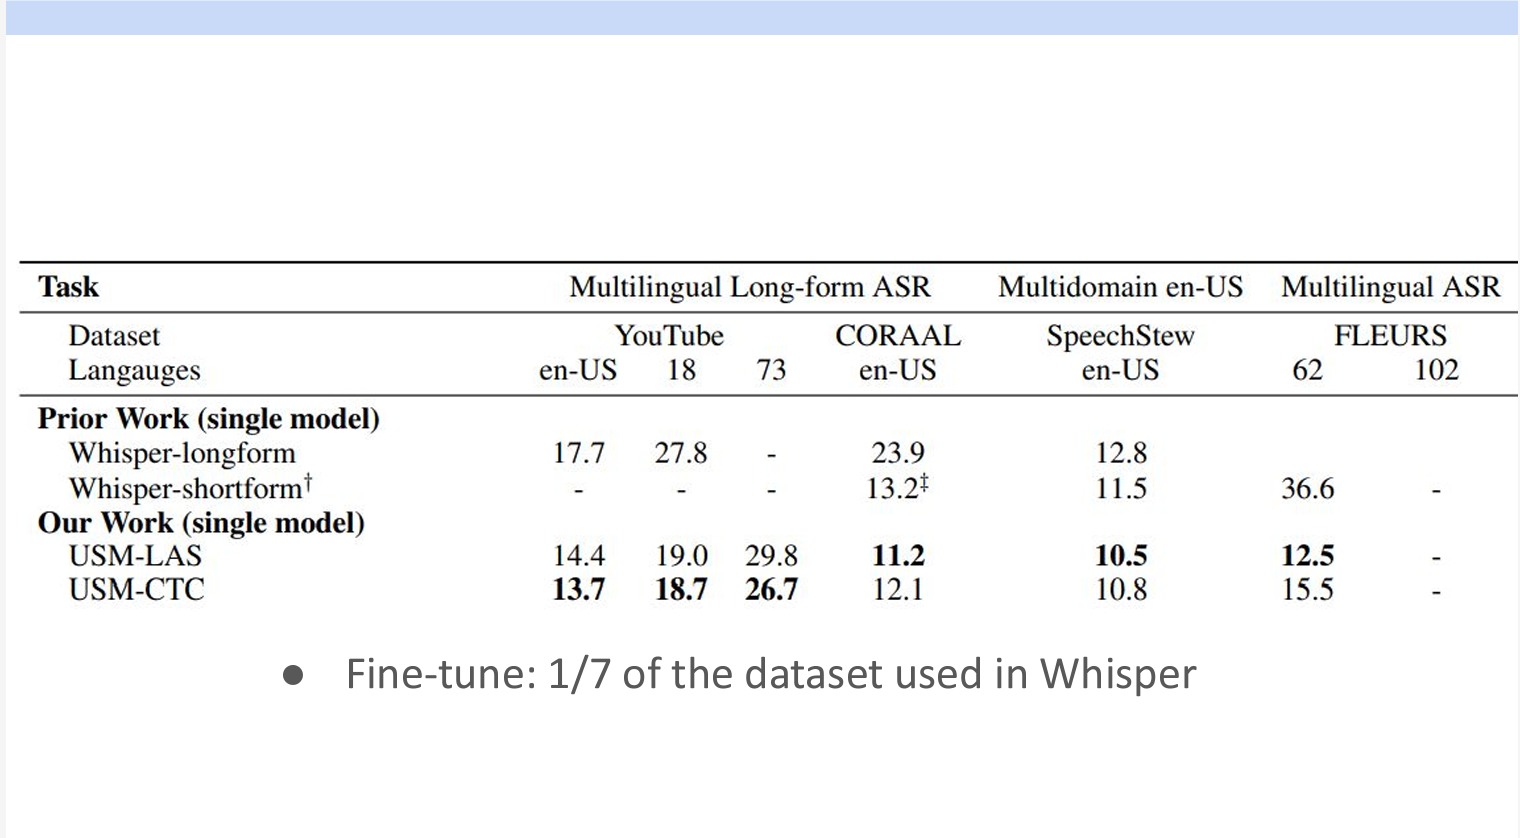 Task Multilingual Long-form ASR Multidomain en-US Multilingual ASR
Dataset YouTube CORAAL SpeechStew FLEURS
Langauges en-US 18 73 en-US en-US 62 102
Prior Work (single model)
Whisper-longform 17.7 27.8 - 23.9 12.8
Whisper-shortform† - - - 13.2‡ 11.5 36.6 -
Our Work (single model)
USM-LAS 14.4 19.0 29.8 11.2 10.5 12.5 -
USM-CTC 13.7 18.7 26.7 12.1 10.8 15.5 -
● Fine-tune: 1/7 of the dataset used in Whisper